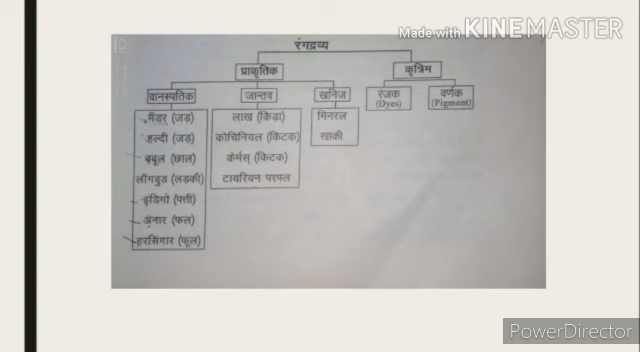 Made with KINEMASTER
रंगद्रव्य
प्राकृतिक
कृत्रिम
वानस्पतिक
जान्तव
खनिज
रंजक
(Dyes)
वर्णक
(Pigment)
मॅडर (जड़)
हल्दी (जड़)
बबूल (छाल)
लॉगवुड (लड़की)
इंडिगो (पत्ती)
अनार (फल)
हरसिंगार (फूल)
लाख (किडा)
कोचिनियल (किटक)
केर्मस् (किटक)
टायरियन परपल
मिनरल
खाकी
PowerDirector